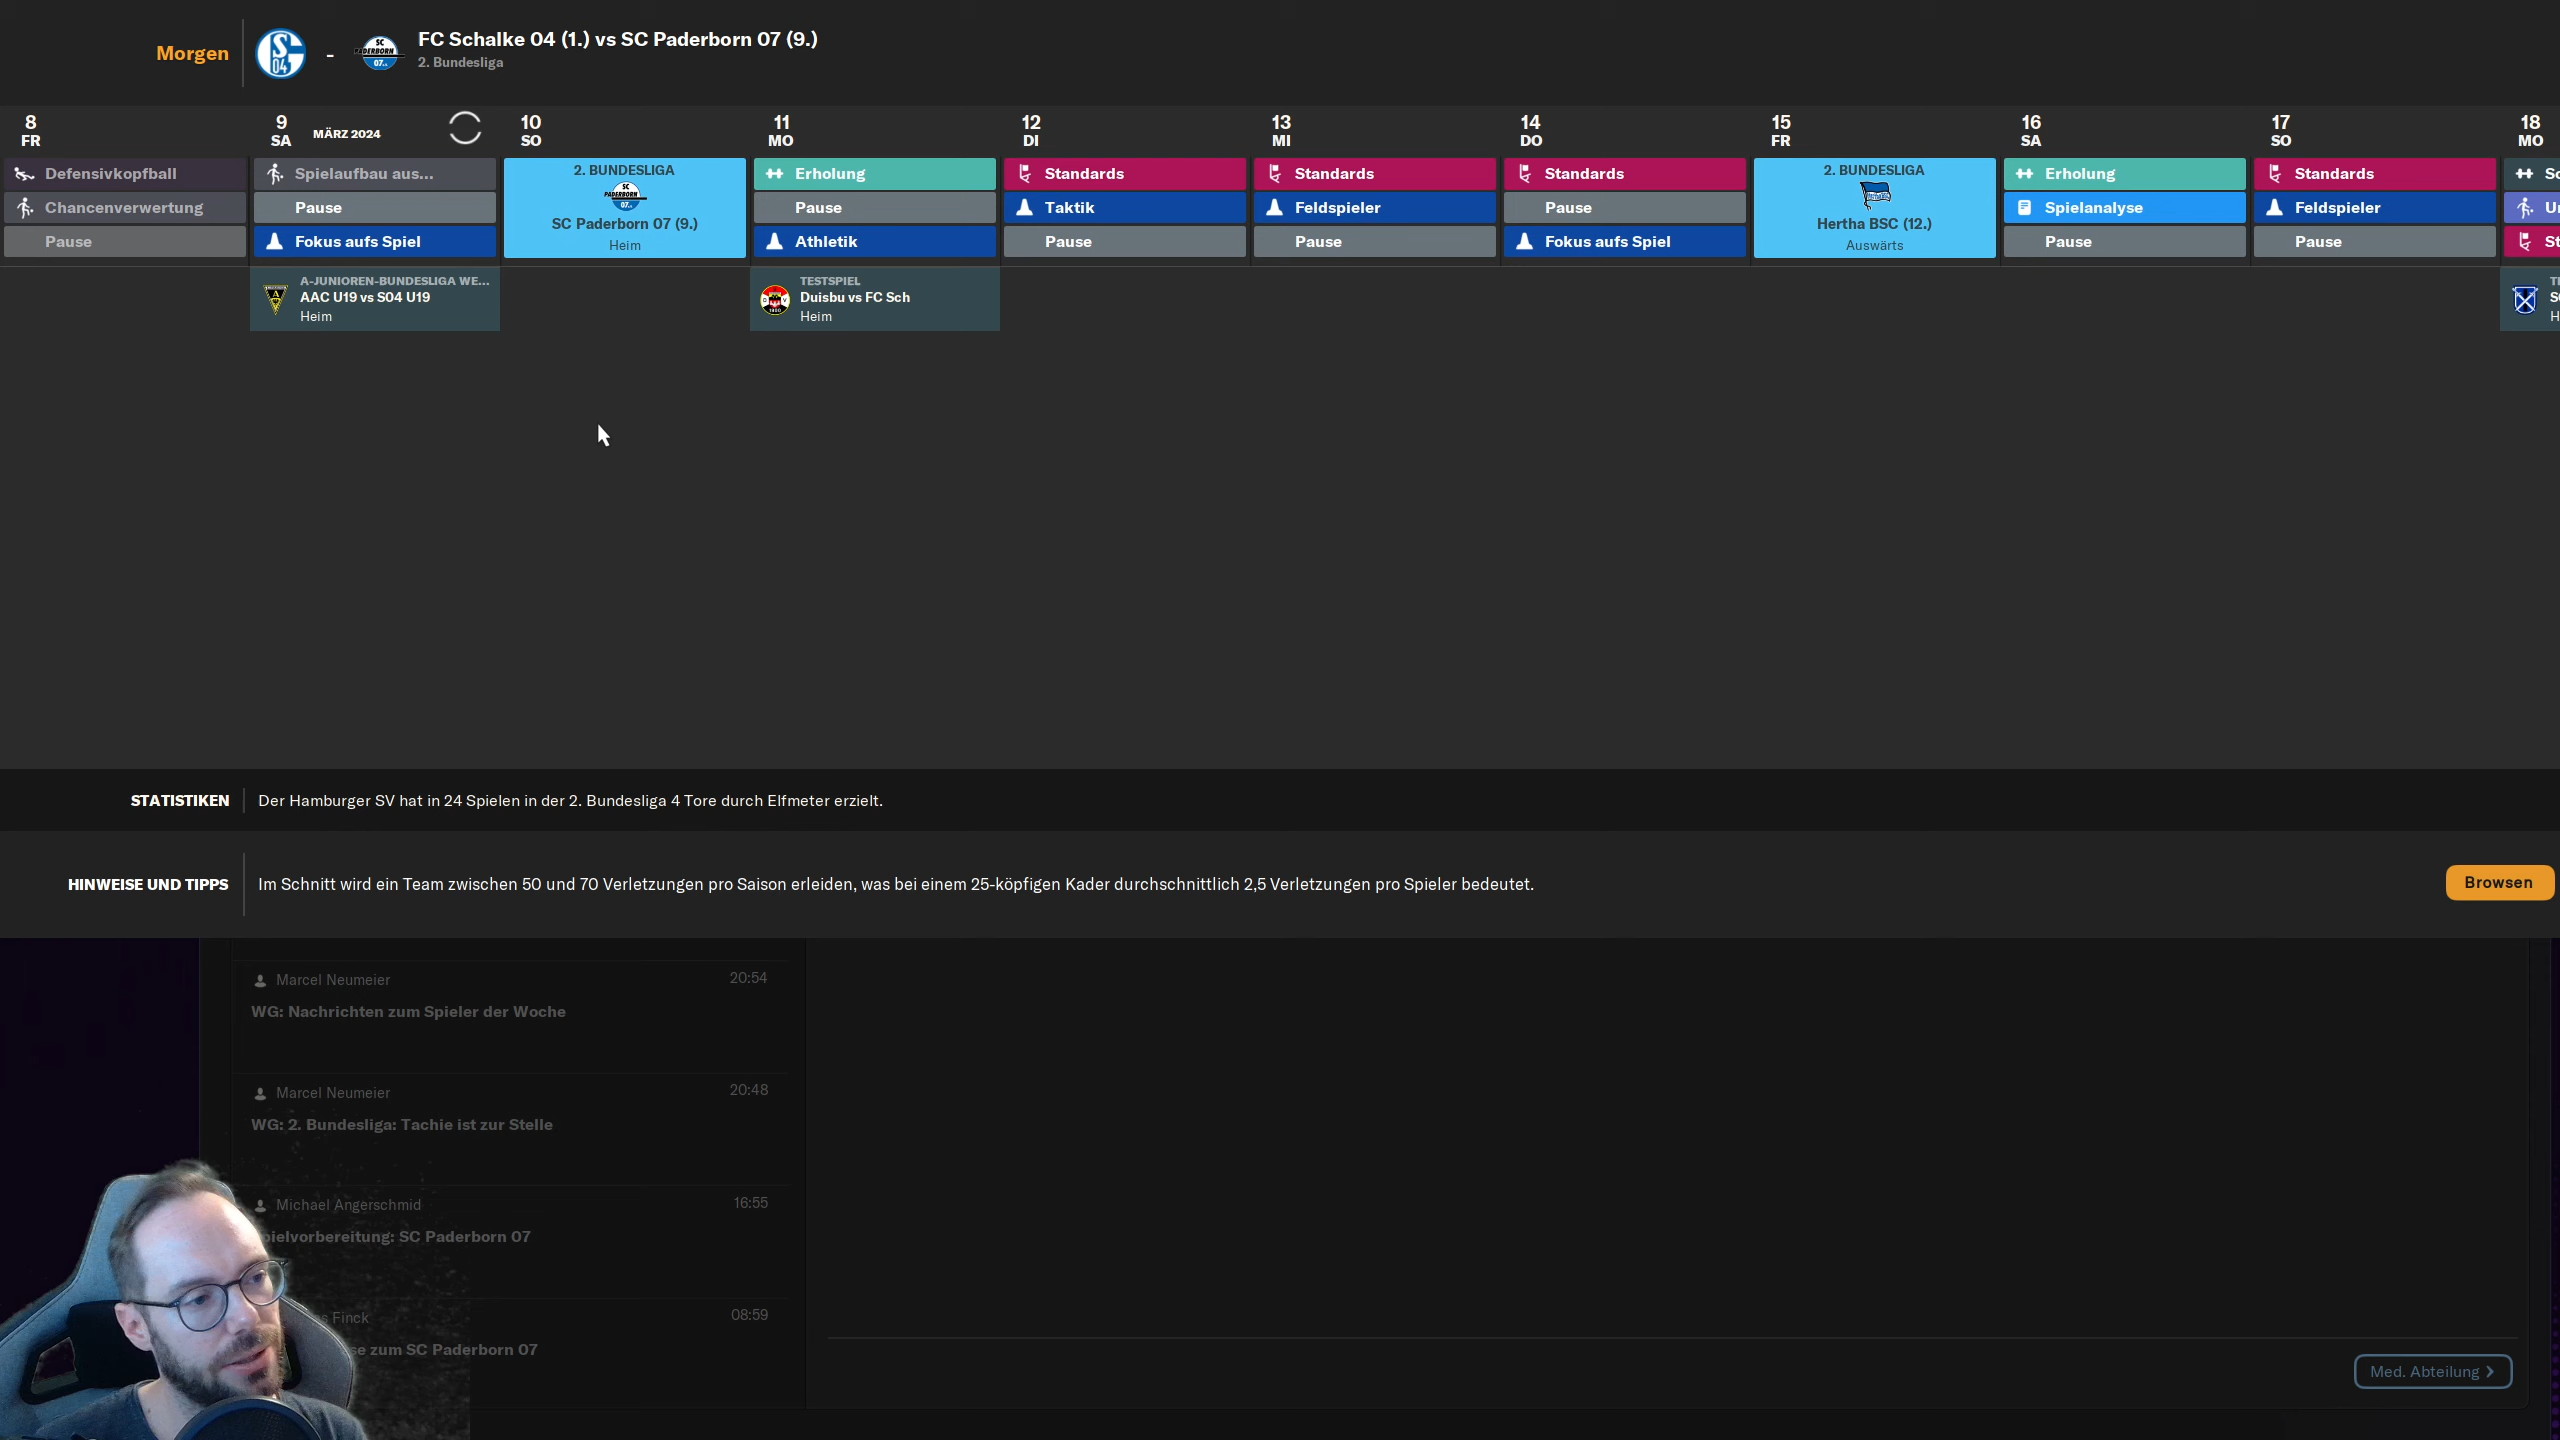 Morgen
FC Schalke 04 (1.) vs SC Paderborn 07 (9.)
2. Bundesliga
8
FR
9
SA
MÄRZ 2024
10
SO
11
MO
12
DI
13
MI
14
DO
15
FR
16
SA
17
SO
18
MO
Defensivkopfball
Chancenverwertung
Pause
Spielaufbau aus...
Pause
Fokus aufs Spiel
2. BUNDESLIGA
SC Paderborn 07 (9.)
Heim
Erholung
Pause
Athletik
Standards
Taktik
Pause
Standards
Feldspieler
Pause
Standards
Pause
Fokus aufs Spiel
2. BUNDESLIGA
Hertha BSC (12.)
Auswärts
Erholung
Spielanalyse
Pause
Standards
Feldspieler
Pause
A-JUNIOREN-BUNDESLIGA WE...
AAC U19 vs S04 U19
Heim
TESTSPIEL
Duisbu vs FC Sch
Heim
STATISTIKEN
Der Hamburger SV hat in 24 Spielen in der 2. Bundesliga 4 Tore durch Elfmeter erzielt.
HINWEISE UND TIPPS
Im Schnitt wird ein Team zwischen 50 und 70 Verletzungen pro Saison erleiden, was bei einem 25-köpfigen Kader durchschnittlich 2,5 Verletzungen pro Spieler bedeutet.
Browsen
Marcel Neumeier
20:54
WG: Nachrichten zum Spieler der Woche
Marcel Neumeier
20:48
WG: 2. Bundesliga: Tachie ist zur Stelle
Michael Angerschmid
16:55
pielvorbereitung: SC Paderborn 07
Finck
08:59
se zum SC Paderborn 07
Med. Abteilung